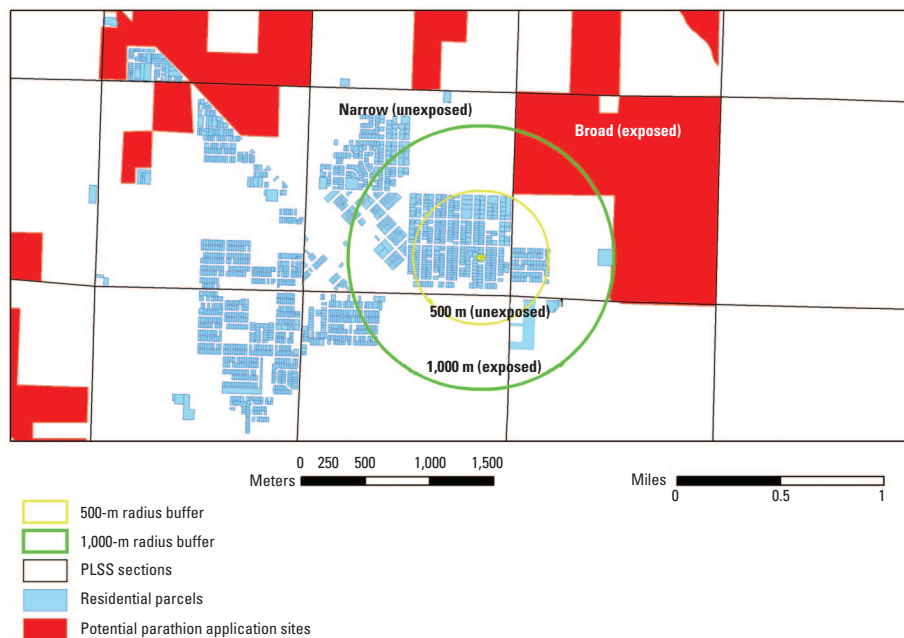 Narrow (unexposed)
Broad (exposed)
500 m (unexposed)
1,000 m (exposed)
0 250 500 1,000 1,500
Meters
Miles
0 0.5 1
500-m radius buffer
1,000-m radius buffer
PLSS sections
Residential parcels
Potential parathion application sites